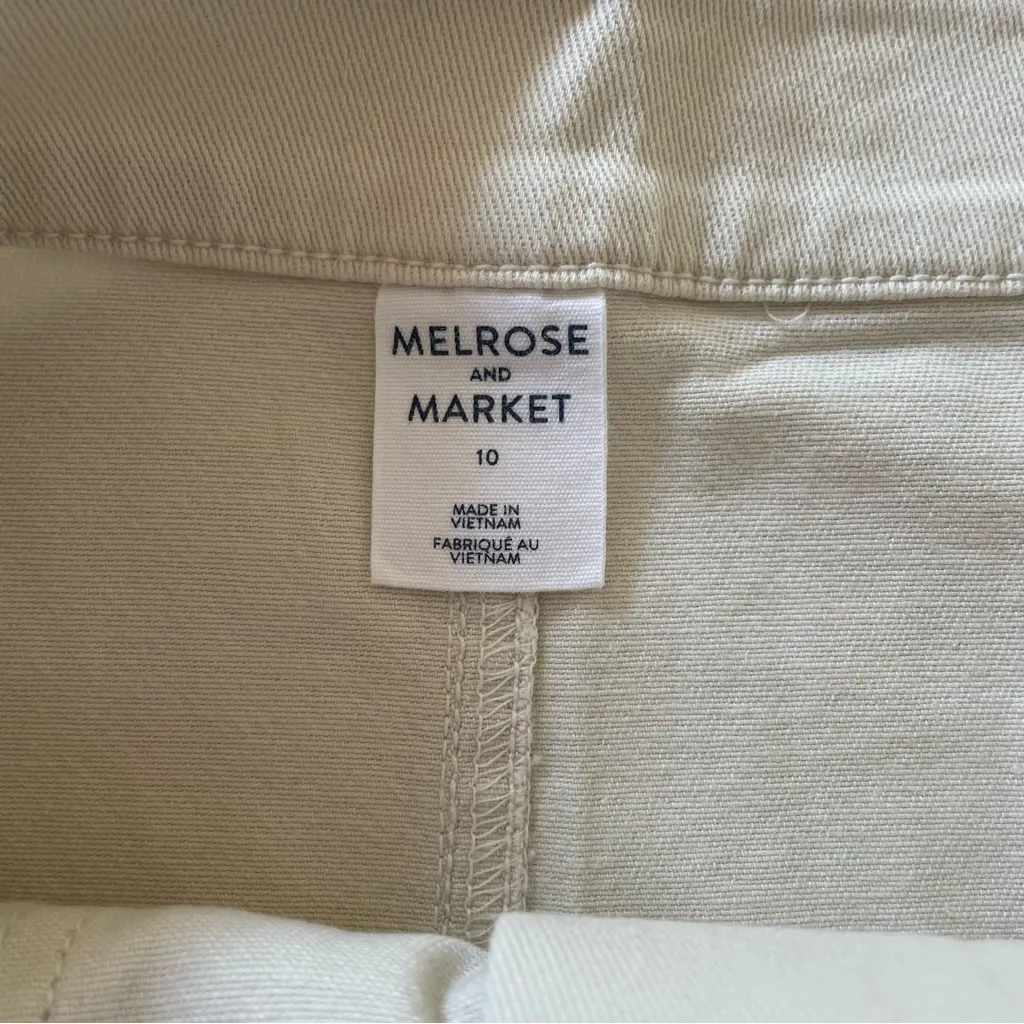 MELROSE
AND
MARKET
10
MADE IN
VIETNAM
FABRIQUÉ AU
VIETNAM